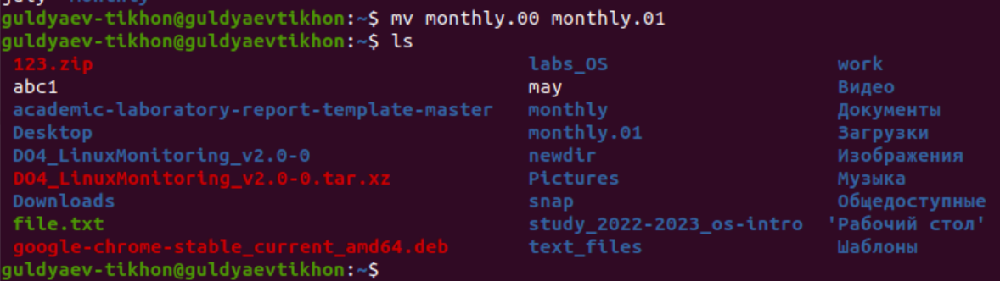 july monthly
guldyaev-tikhon@guldyaevtikhon:~$ mv monthly.00 monthly.01
guldyaev-tikhon@guldyaevtikhon:~$ ls
123.zip labs_OS work
abc1 may Видео
academic-laboratory-report-template-master monthly Документы
Desktop monthly.01 Загрузки
DO4_LinuxMonitoring_v2.0-0 newdir Изображения
DO4_LinuxMonitoring_v2.0-0.tar.xz Pictures Музыка
Downloads snap Общедоступные
file.txt study_2022-2023_os-intro 'Рабочий стол'
google-chrome-stable_current_amd64.deb text_files Шаблоны
guldyaev-tikhon@guldyaevtikhon:~$